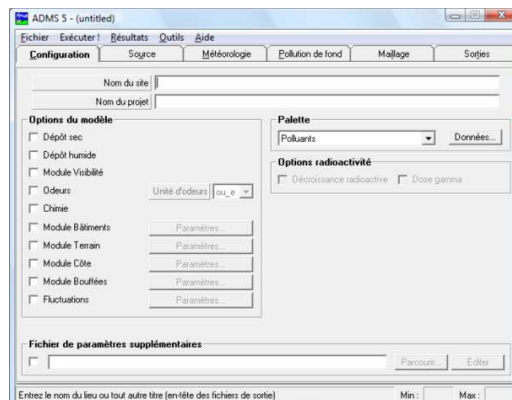 ADMS 5 - (untitled)
Fichier Exécuter ! Résultats Outils Aide
Configuration Source Météorologie Pollution de fond Maillage Sorties
Nom du site
Nom du projet
Options du modèle
Dépôt sec
Dépôt humide
Module Visibilité
Odeurs Unité d'odeurs ou_e
Chimie
Module Bâtiments Paramètres...
Module Terrain Paramètres...
Module Côte Paramètres...
Module Bouffées Paramètres...
Fluctuations Paramètres...
Palette
Polluants Données...
Options radioactivité
Décroissance radioactive Dose gamma
Fichier de paramètres supplémentaires
Parcourir... Editer
Entrez le nom du lieu ou tout autre titre (en-tête des fichiers de sortie) Min : Max :